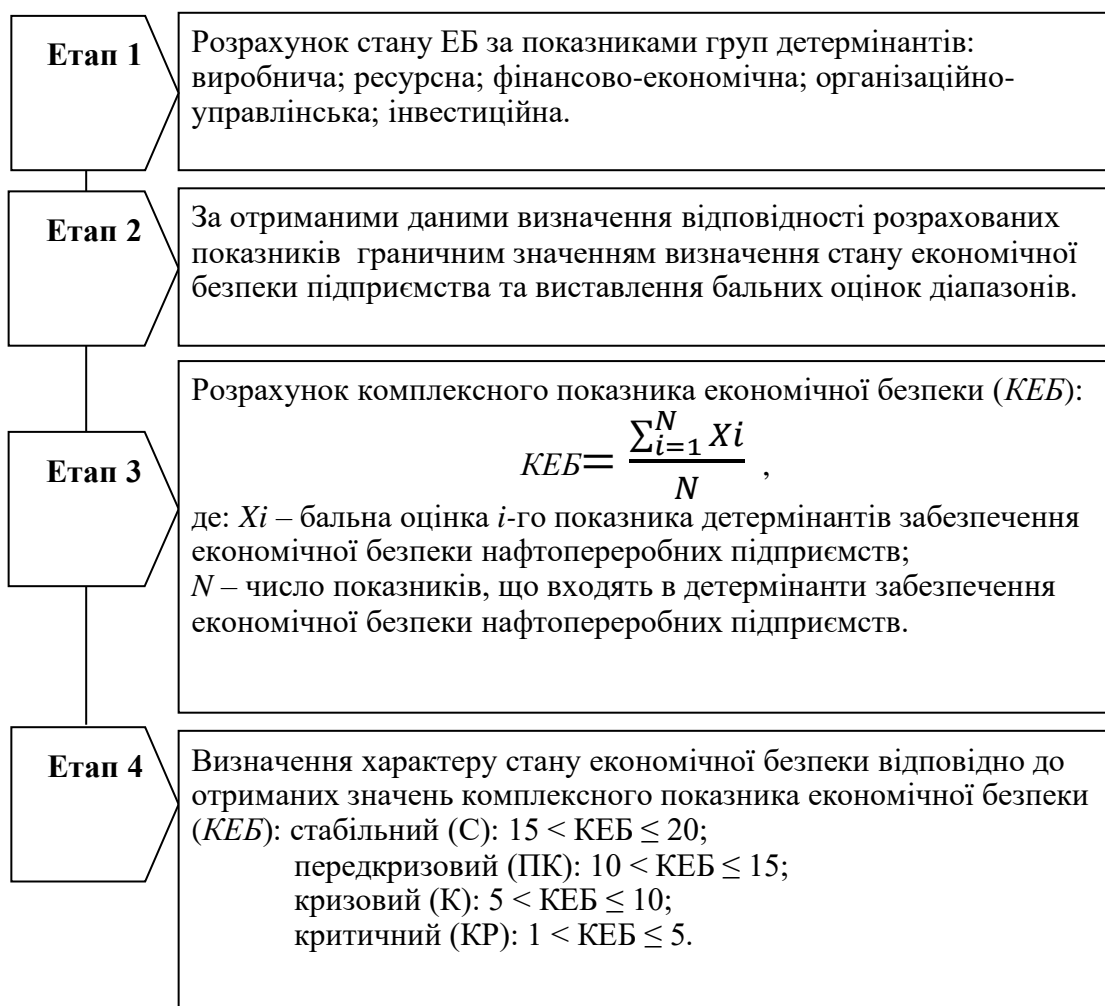 Етап 1
Розрахунок стану ЕБ за показниками груп детермінантів:
виробнича; ресурсна; фінансово-економічна; організаційно-
управлінська; інвестиційна.
Етап 2
За отриманими даними визначення відповідності розрахованих
показників  граничним значенням визначення стану економічної
безпеки підприємства та виставлення бальних оцінок діапазонів.
Етап 3
Розрахунок комплексного показника економічної безпеки (КЕБ):
КЕБ= \frac{\sum_{i=1}^{N} Xi}{N} ,
де: Xi – бальна оцінка i-го показника детермінантів забезпечення
економічної безпеки нафтопереробних підприємств;
N – число показників, що входять в детермінанти забезпечення
економічної безпеки нафтопереробних підприємств.
Етап 4
Визначення характеру стану економічної безпеки відповідно до
отриманих значень комплексного показника економічної безпеки
(КЕБ): стабільний (С): 15 < КЕБ ≤ 20;
передкризовий (ПК): 10 < КЕБ ≤ 15;
кризовий (К): 5 < КЕБ ≤ 10;
критичний (КР): 1 < КЕБ ≤ 5.